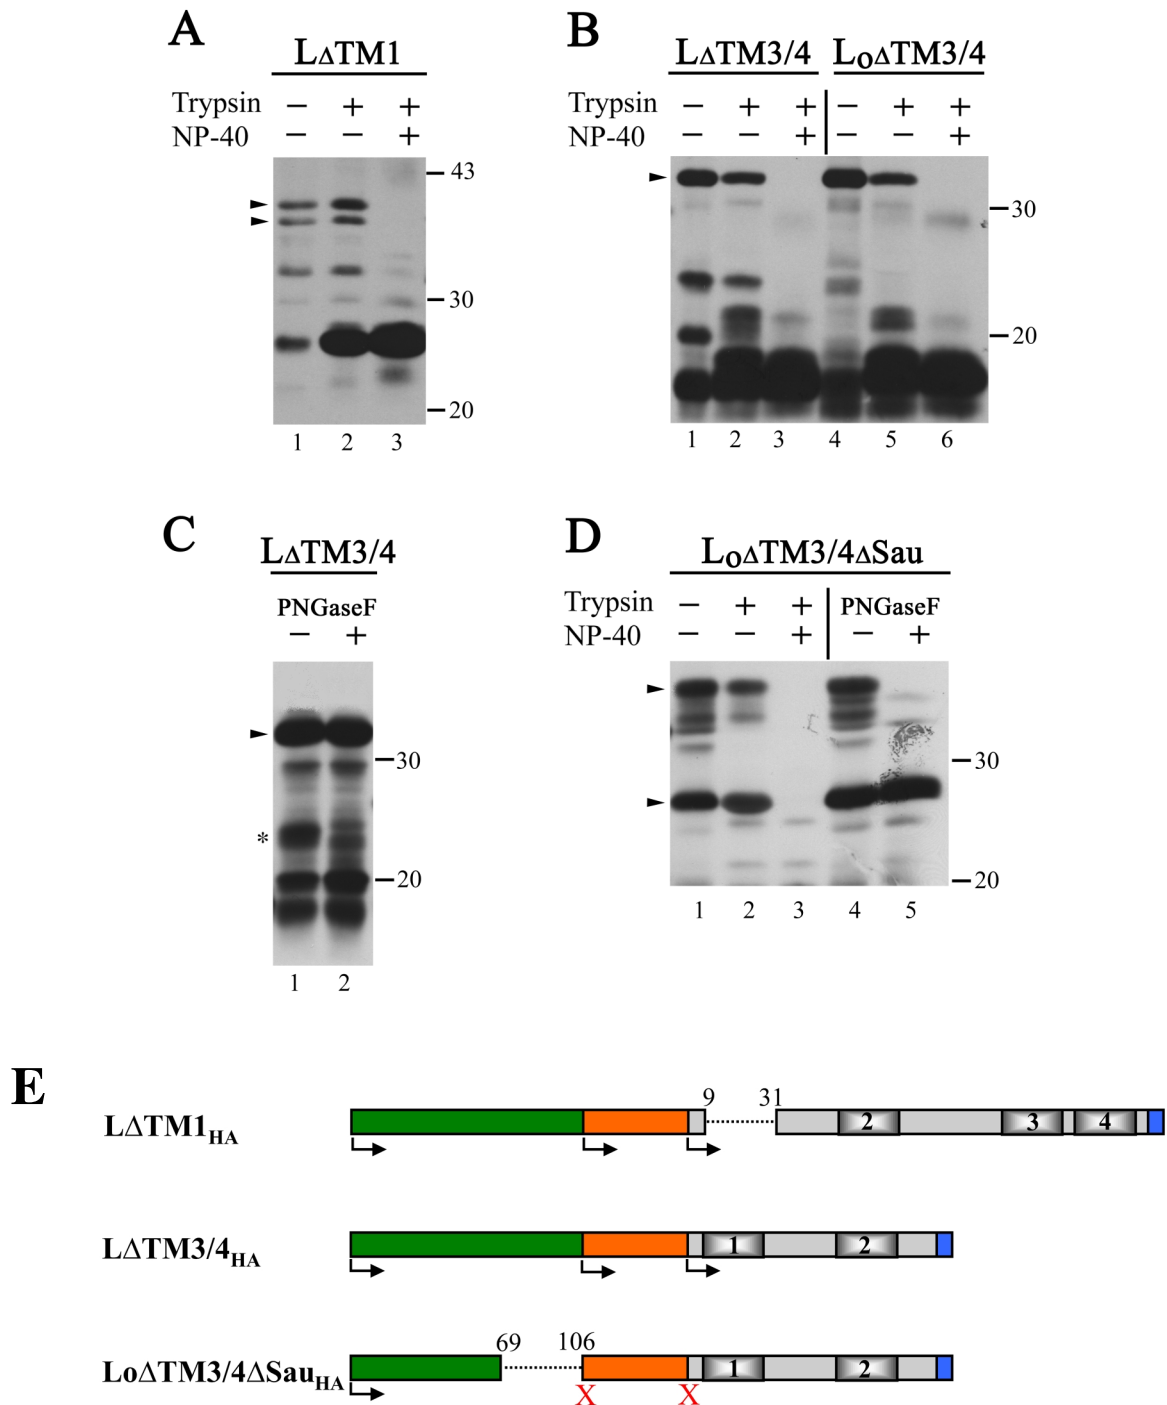 A
LΔTM1
Trypsin − + +
NP-40 − − +
43
30
20
1 2 3
B
LΔTM3/4 LoΔTM3/4
Trypsin − + + − + +
NP-40 − − + − − +
30
20
1 2 3 4 5 6
C
LΔTM3/4
PNGaseF
− +
30
*
20
1 2
D
LoΔTM3/4ΔSau
Trypsin − + + PNGaseF
NP-40 − − + − +
30
20
1 2 3 4 5
E
9 31
LΔTM1HA 2 3 4
LΔTM3/4HA 1 2
69 106
LoΔTM3/4ΔSauHA 1 2
X X